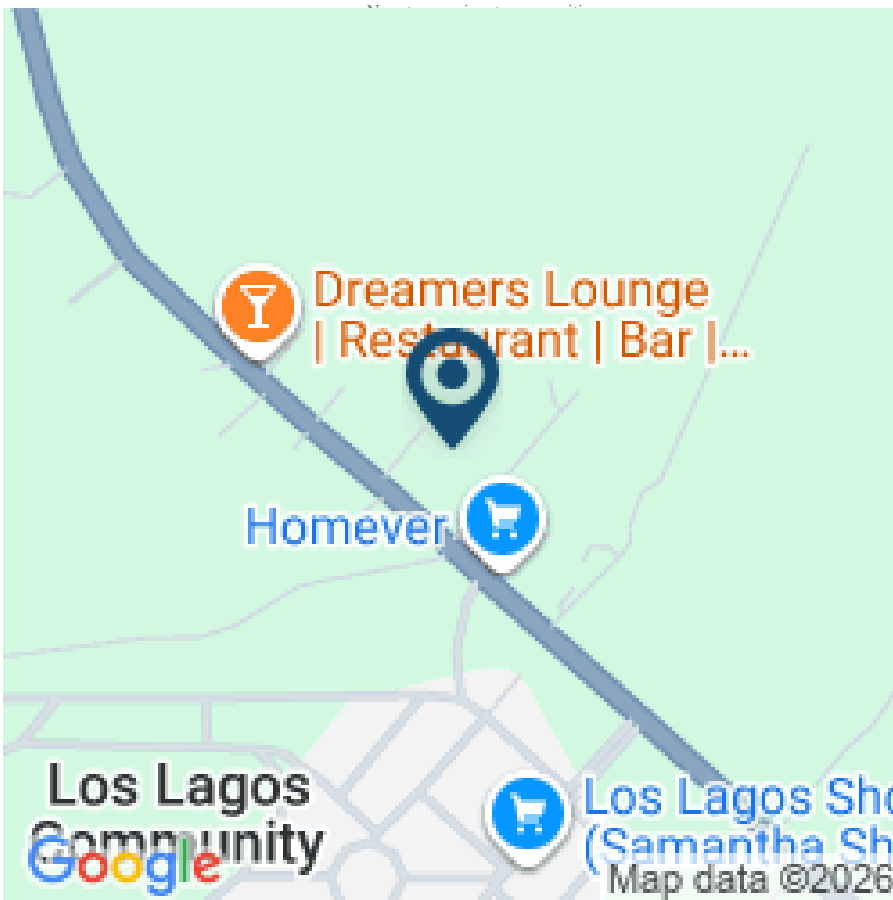 Dreamers Lounge
| Restaurant | Bar |...
Homever
Los Lagos
Community
Los Lagos Sho
(Samantha Sh
Google
Map data ©2026